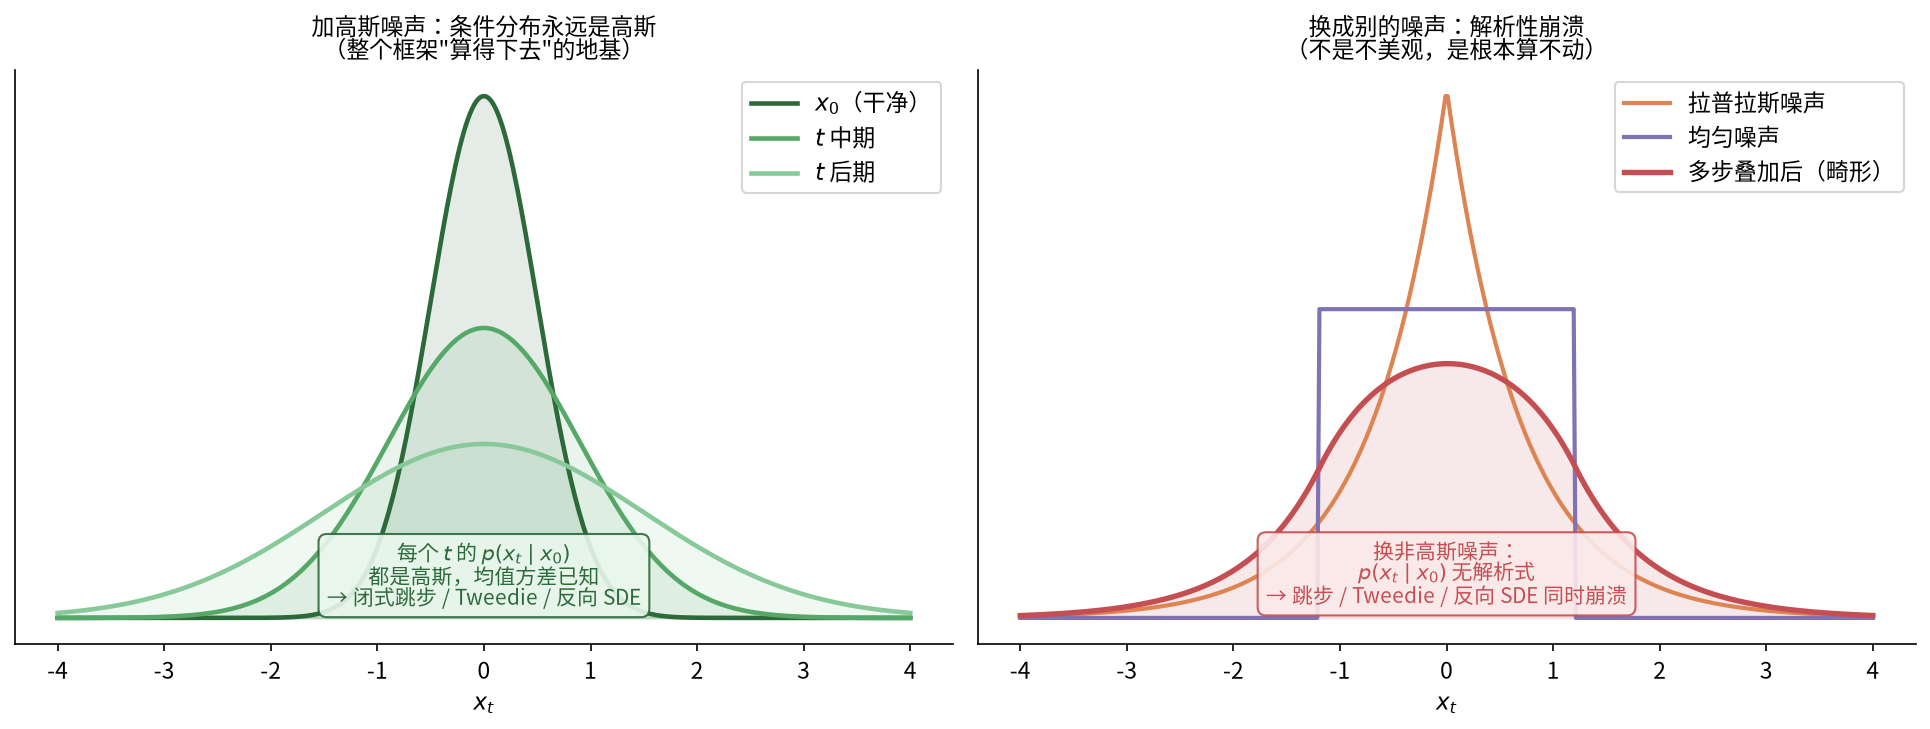 加高斯噪声：条件分布永远是高斯
（整个框架"算得下去"的地基）
x₀（干净）
t 中期
t 后期
每个 t 的 p(xₜ | x₀)
都是高斯，均值方差已知
→ 闭式跳步 / Tweedie / 反向 SDE
-4 -3 -2 -1 0 1 2 3 4
xₜ
换成别的噪声：解析性崩溃
（不是不美观，是根本算不动）
拉普拉斯噪声
均匀噪声
多步叠加后（畸形）
换非高斯噪声：
p(xₜ | x₀) 无解析式
→ 跳步 / Tweedie / 反向 SDE 同时崩溃
-4 -3 -2 -1 0 1 2 3 4
xₜ